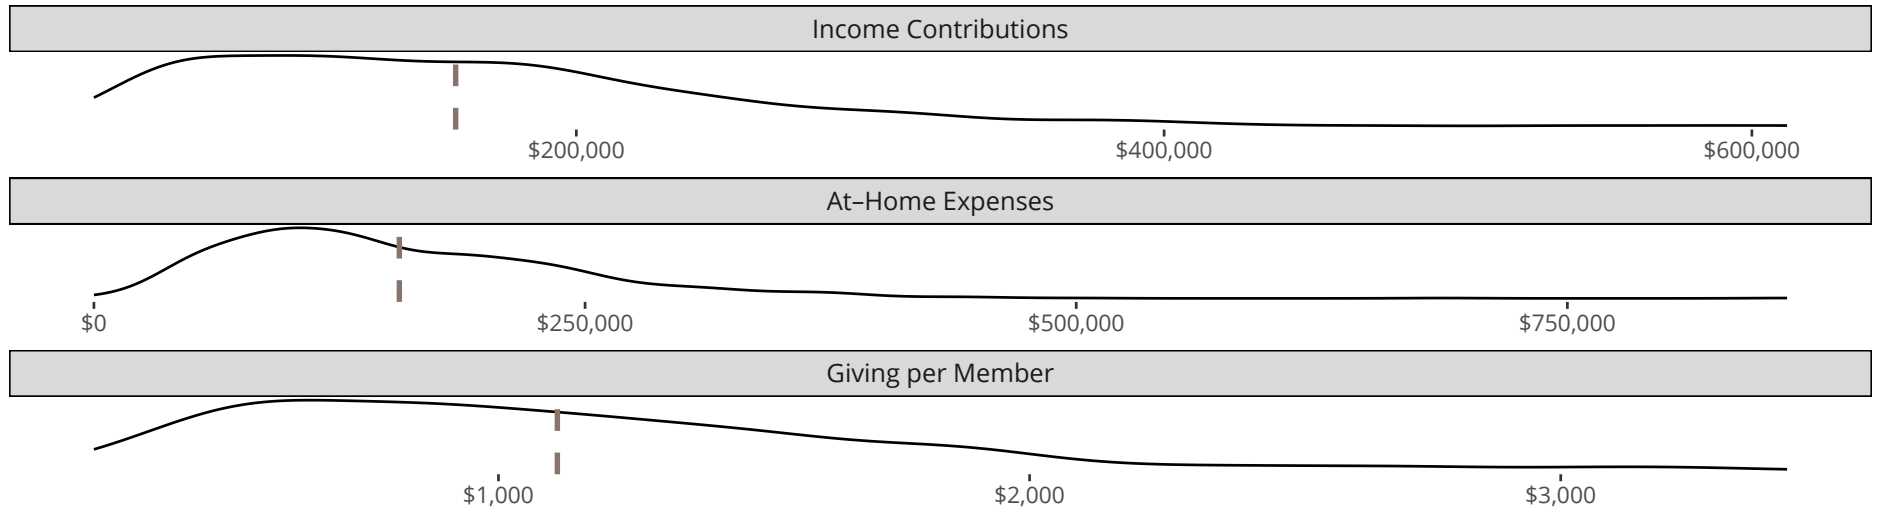 Income Contributions
$200,000 $400,000 $600,000
At–Home Expenses
$0 $250,000 $500,000 $750,000
Giving per Member
$1,000 $2,000 $3,000